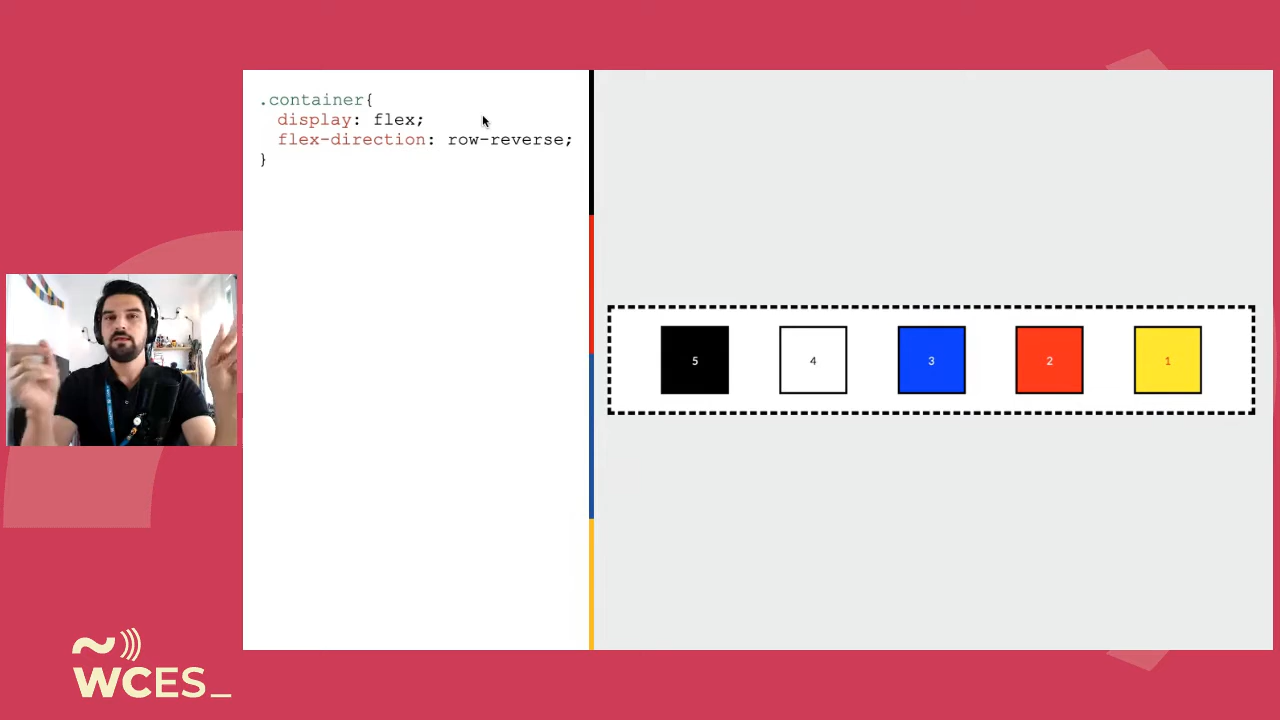 .container{
display: flex;
flex-direction: row-reverse;
}
5 4 3 2 1
WCES_